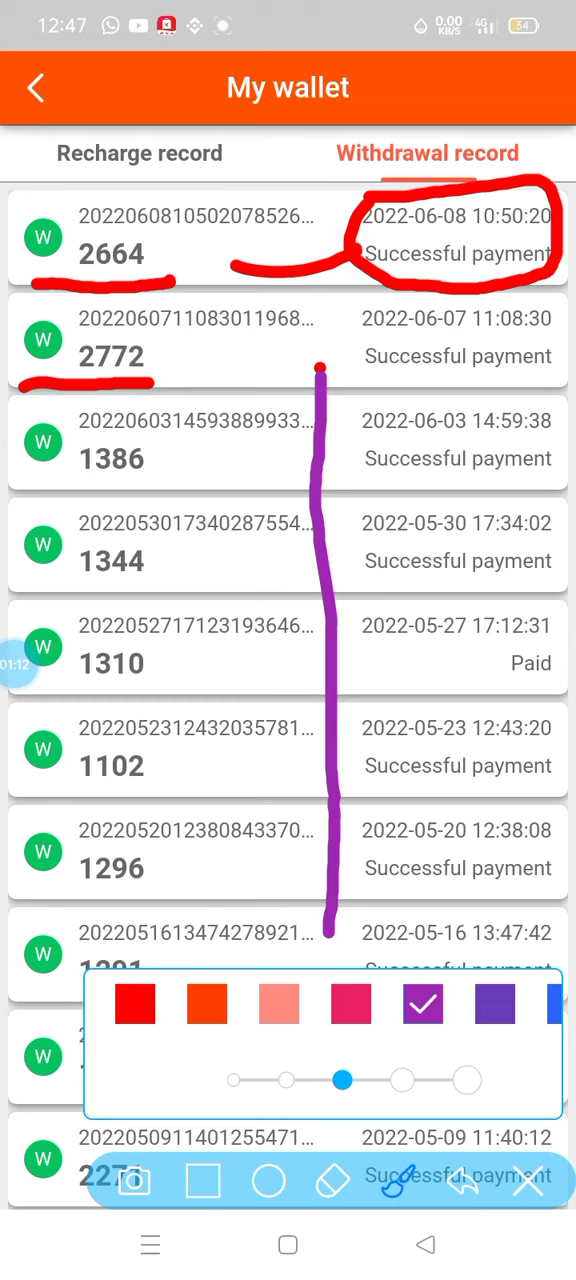 12:47
0.00
KB/S
4G
34
My wallet
Recharge record
Withdrawal record
2022060810502078526...
2022-06-08 10:50:20
W
2664
Successful payment
2022060711083011968...
2022-06-07 11:08:30
W
2772
Successful payment
2022060314593889933...
2022-06-03 14:59:38
W
1386
Successful payment
2022053017340287554...
2022-05-30 17:34:02
W
1344
Successful payment
2022052717123193646...
2022-05-27 17:12:31
W
01:12
1310
Paid
2022052312432035781...
2022-05-23 12:43:20
W
1102
Successful payment
2022052012380843370...
2022-05-20 12:38:08
W
1296
Successful payment
2022051613474278921...
2022-05-16 13:47:42
W
Successful payment
W
2022050911401255471...
2022-05-09 11:40:12
W
2271
Successful payment